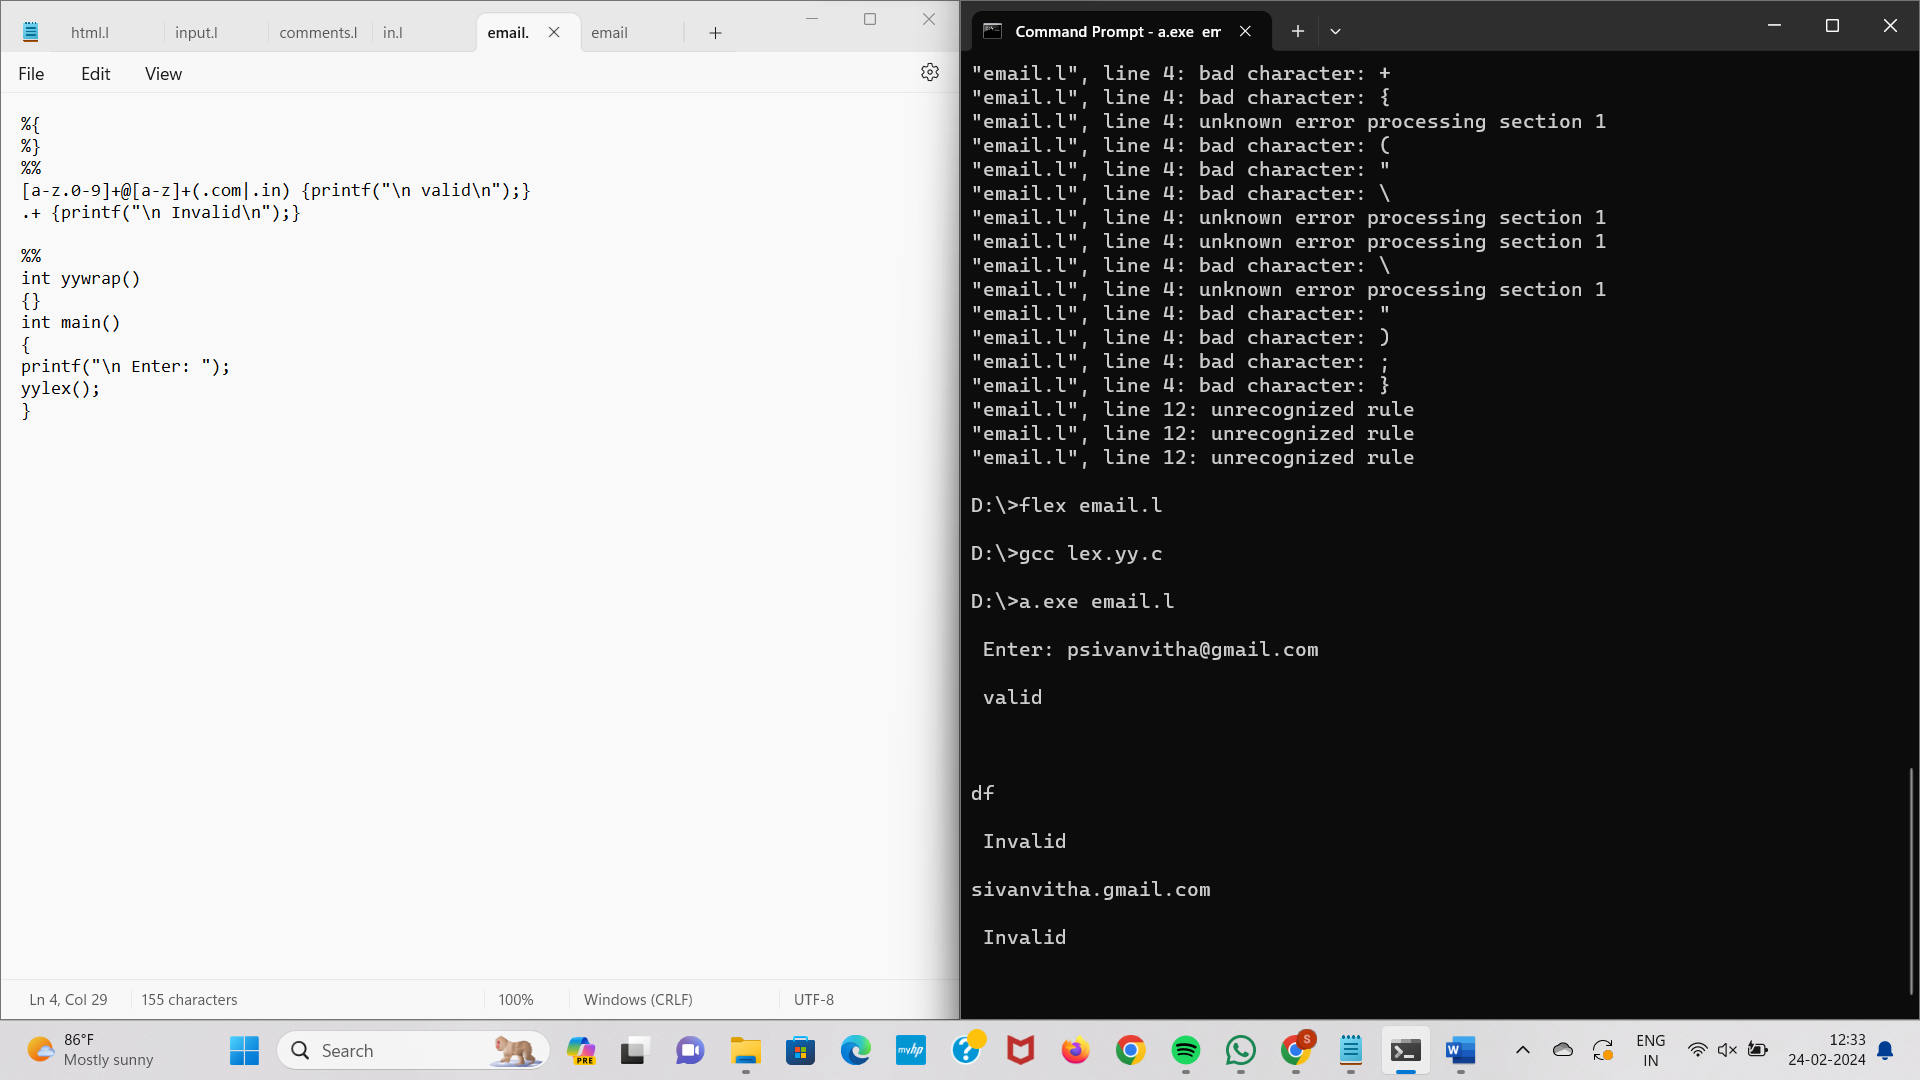 html.l
input.l
comments.l
in.l
email.
email
File
Edit
View
%{
%}
%%
[a-z.0-9]+@[a-z]+(.com|.in) {printf("\n valid\n");}
.+ {printf("\n Invalid\n");}
%%
int yywrap()
{}
int main()
{
printf("\n Enter: ");
yylex();
}
Ln 4, Col 29
155 characters
100%
Windows (CRLF)
UTF-8
Command Prompt - a.exe em
"email.l", line 4: bad character: +
"email.l", line 4: bad character: {
"email.l", line 4: unknown error processing section 1
"email.l", line 4: bad character: (
"email.l", line 4: bad character: "
"email.l", line 4: bad character: \
"email.l", line 4: unknown error processing section 1
"email.l", line 4: unknown error processing section 1
"email.l", line 4: bad character: \
"email.l", line 4: unknown error processing section 1
"email.l", line 4: bad character: "
"email.l", line 4: bad character: )
"email.l", line 4: bad character: ;
"email.l", line 4: bad character: }
"email.l", line 12: unrecognized rule
"email.l", line 12: unrecognized rule
"email.l", line 12: unrecognized rule
D:\>flex email.l
D:\>gcc lex.yy.c
D:\>a.exe email.l
Enter: psivanvitha@gmail.com
valid
df
Invalid
sivanvitha.gmail.com
Invalid
86°F
Mostly sunny
Search
PRE
myhp
S
W
ENG
IN
12:33
24-02-2024